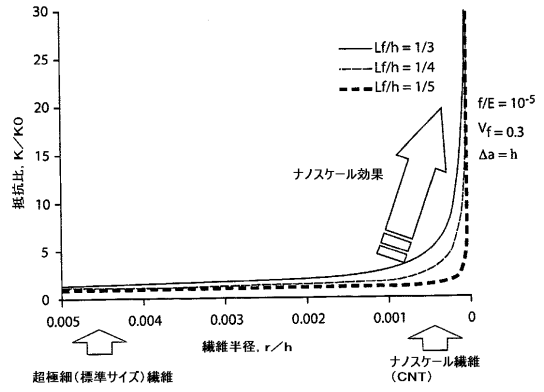 30
25
20
15
10
5
0
抵抗比, K／K0
Lf/h = 1/3
Lf/h = 1/4
Lf/h = 1/5
f/E = 10-5
Vf = 0.3
Δa = h
ナノスケール効果
0.005
0.004
0.003
0.002
0.001
0
繊維半径, r／h
超極細（標準サイズ）繊維
ナノスケール繊維
（CNT）